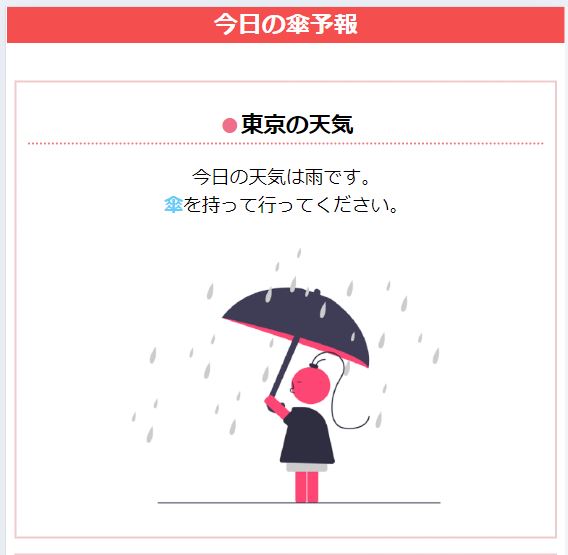 今日の傘予報
●東京の天気
今日の天気は雨です。
傘を持って行ってください。